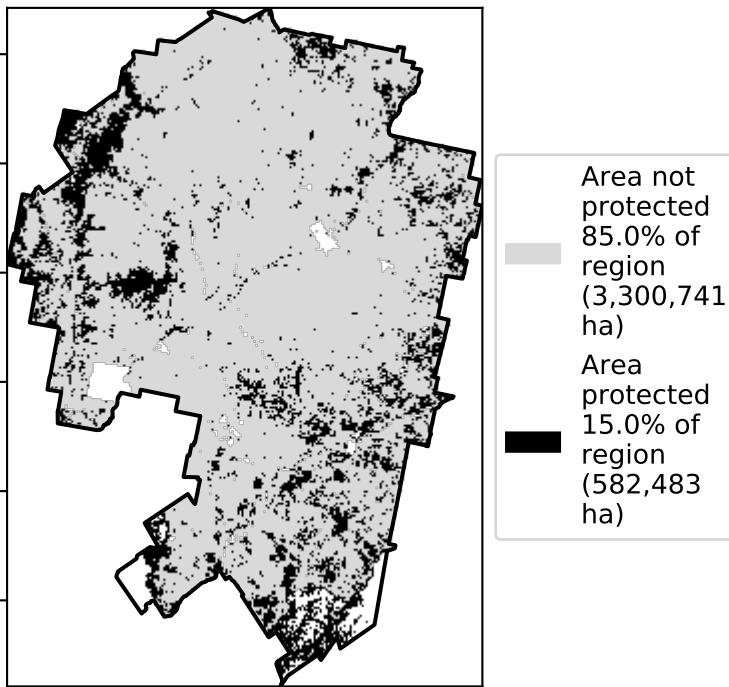 Area not
protected
85.0% of
region
(3,300,741
ha)
Area
protected
15.0% of
region
(582,483
ha)